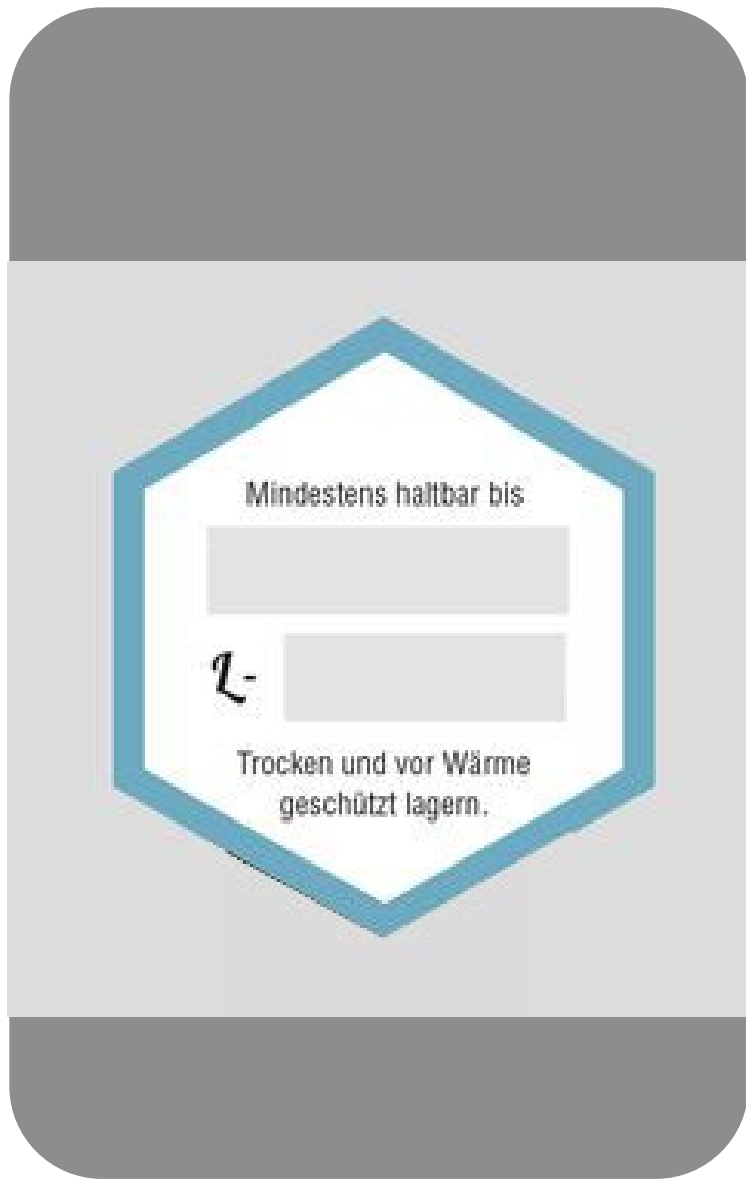 Mindestens haltbar bis
L-
Trocken und vor Wärme
geschützt lagern.